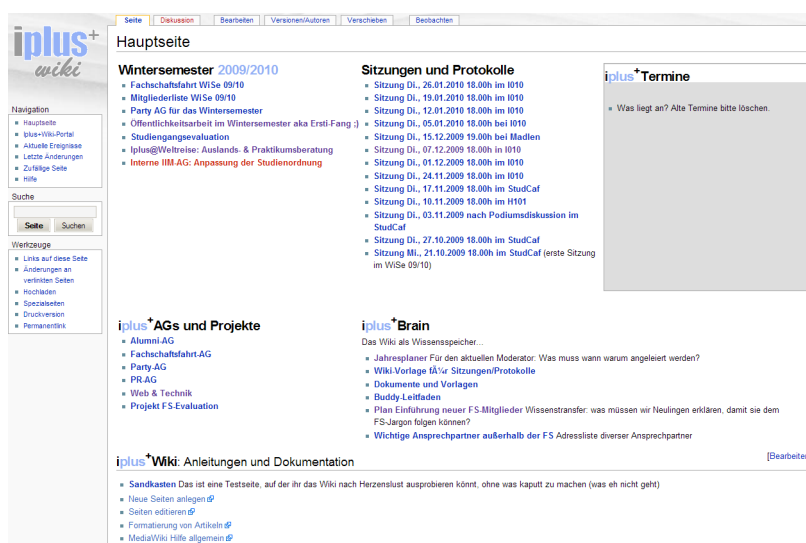 Seite Diskussion Bearbeiten Versionen/Autoren Verschieben Beobachten
iplus+
wiki
Hauptseite
Navigation
Hauptseite
Iplus+Wiki-Portal
Aktuelle Ereignisse
Letzte Änderungen
Zufällige Seite
Hilfe
Suche
Seite Suchen
Werkzeuge
Links auf diese Seite
Änderungen an
verlinkten Seiten
Hochladen
Spezialseiten
Druckversion
Permanentlink
Wintersemester 2009/2010
Fachschaftsfahrt WiSe 09/10
Mitgliederliste WiSe 09/10
Party AG für das Wintersemester
Öffentlichkeitsarbeit im Wintersemester aka Ersti-Fang ;)
Studiengangsevaluation
Iplus@Weltreise: Auslands- & Praktikumsberatung
Interne IIM-AG: Anpassung der Studienordnung
Sitzungen und Protokolle
Sitzung Di., 26.01.2010 18.00h im I010
Sitzung Di., 19.01.2010 18.00h im I010
Sitzung Di., 12.01.2010 18.00h im I010
Sitzung Di., 05.01.2010 18.00h bei I010
Sitzung Di., 15.12.2009 19.00h bei Madlen
Sitzung Di., 07.12.2009 18.00h in I010
Sitzung Di., 01.12.2009 18.00h im I010
Sitzung Di., 24.11.2009 18.00h im I010
Sitzung Di., 17.11.2009 18.00h im StudCaf
Sitzung Di., 10.11.2009 18.00h im H101
Sitzung Di., 03.11.2009 nach Podiumsdiskussion im
StudCaf
Sitzung Di., 27.10.2009 18.00h im StudCaf
Sitzung Mi., 21.10.2009 18.00h im StudCaf (erste Sitzung
im WiSe 09/10)
iplus+Termine
Was liegt an? Alte Termine bitte löschen.
iplus+AGs und Projekte
Alumni-AG
Fachschaftsfahrt-AG
Party-AG
PR-AG
Web & Technik
Projekt FS-Evaluation
iplus+Brain
Das Wiki als Wissensspeicher...
Jahresplaner Für den aktuellen Moderator: Was muss wann warum angeleiert werden?
Wiki-Vorlage fÃ¼r Sitzungen/Protokolle
Dokumente und Vorlagen
Buddy-Leitfaden
Plan Einführung neuer FS-Mitglieder Wissenstransfer: was müssen wir Neulingen erklären, damit sie dem
FS-Jargon folgen können?
Wichtige Ansprechpartner außerhalb der FS Adressliste diverser Ansprechpartner
iplus+Wiki: Anleitungen und Dokumentation [Bearbeiten
Sandkasten Das ist eine Testseite, auf der ihr das Wiki nach Herzenslust ausprobieren könnt, ohne was kaputt zu machen (was eh nicht geht)
Neue Seiten anlegen
Seiten editieren
Formatierung von Artikeln
MediaWiki Hilfe allgemein